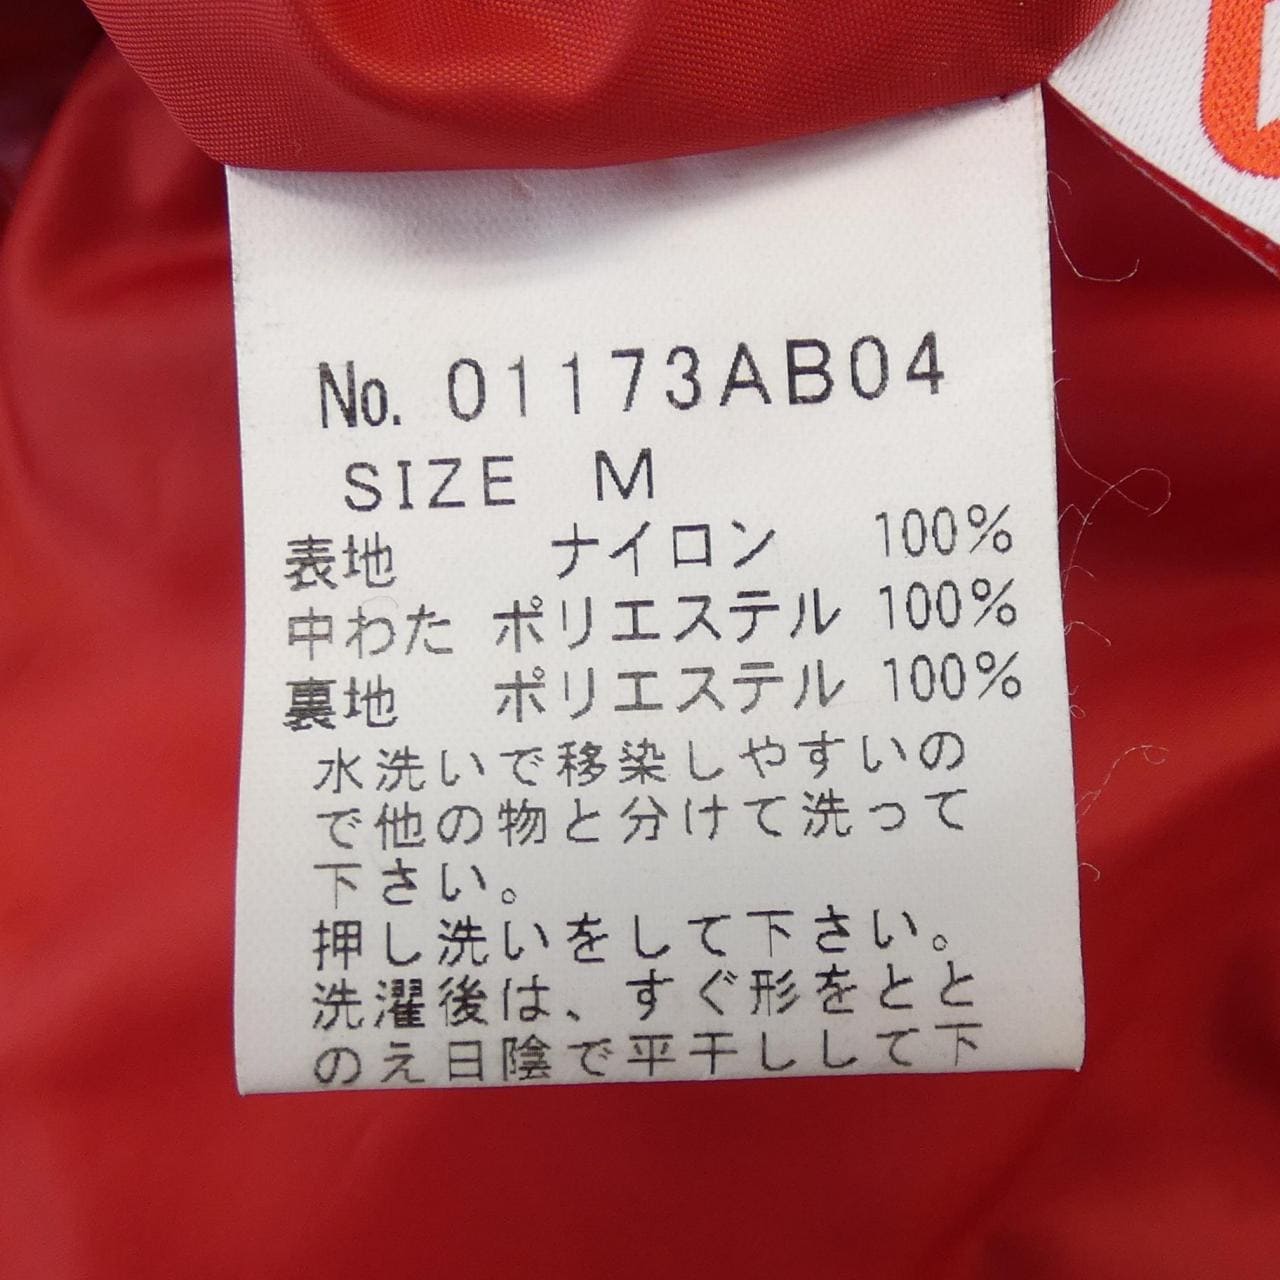 No. 01173AB04
SIZE M
表地 ナイロン 100%
中わた ポリエステル 100%
裏地 ポリエステル 100%
水洗いで移染しやすいの
で他の物と分けて洗って
下さい。
押し洗いをして下さい。
洗濯後は、すぐ形をとと
のえ日陰で平干しして下